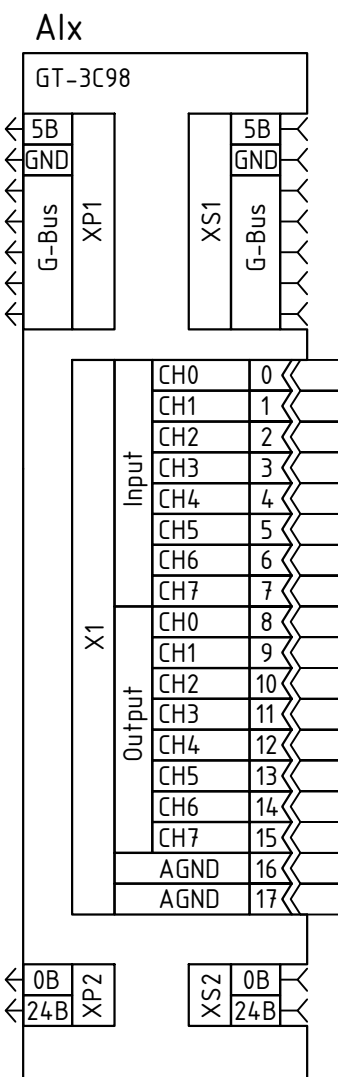 AIx
GT-3C98
5В 5В
GND GND
G-Bus XP1 XS1 G-Bus
X1
Input
CH0 0
CH1 1
CH2 2
CH3 3
CH4 4
CH5 5
CH6 6
CH7 7
Output
CH0 8
CH1 9
CH2 10
CH3 11
CH4 12
CH5 13
CH6 14
CH7 15
AGND 16
AGND 17
0В XP2 XS2 0В
24В 24В